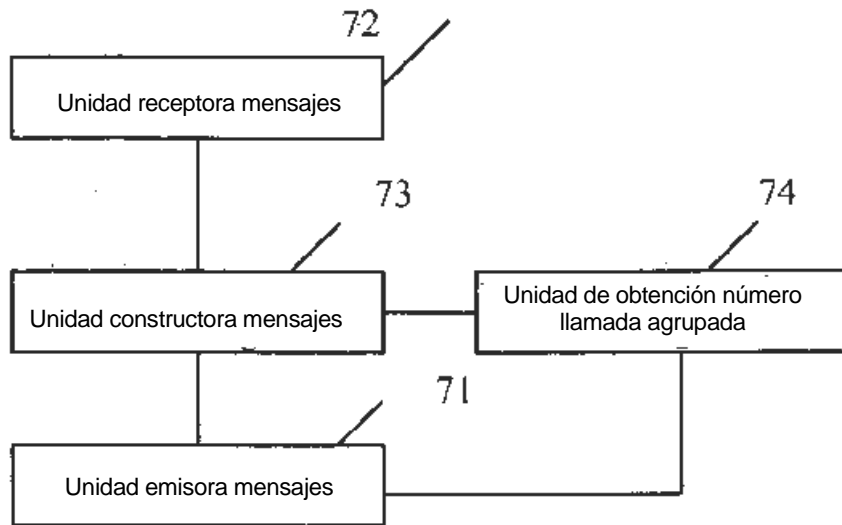 72
Unidad receptora mensajes
73
74
Unidad constructora mensajes
Unidad de obtención número
llamada agrupada
71
Unidad emisora mensajes